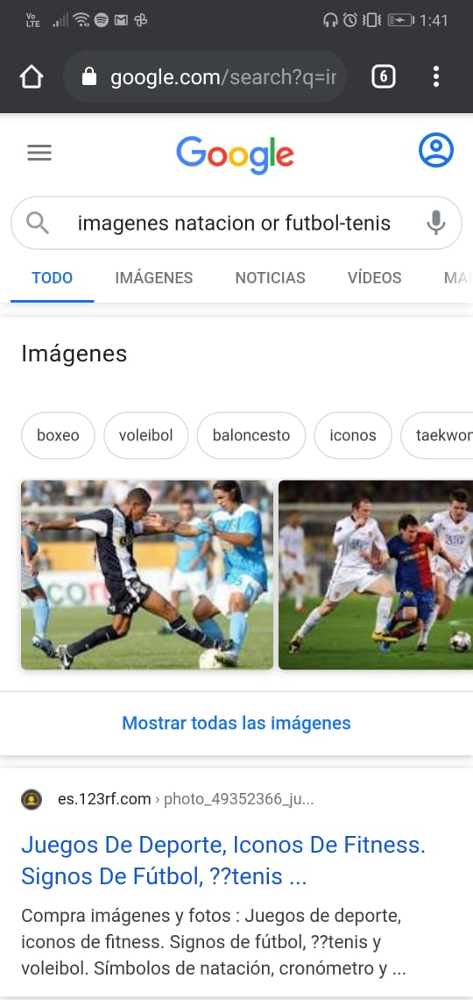 Vo
LTE
1:41
google.com/search?q=ir
6
Google
imagenes natacion or futbol-tenis
TODO
IMÁGENES
NOTICIAS
VÍDEOS
MA
Imágenes
boxeo
voleibol
baloncesto
iconos
taekwor
Mostrar todas las imágenes
es.123rf.com › photo_49352366_ju...
Juegos De Deporte, Iconos De Fitness.
Signos De Fútbol, ??tenis ...
Compra imágenes y fotos : Juegos de deporte,
iconos de fitness. Signos de fútbol, ??tenis y
voleibol. Símbolos de natación, cronómetro y ...